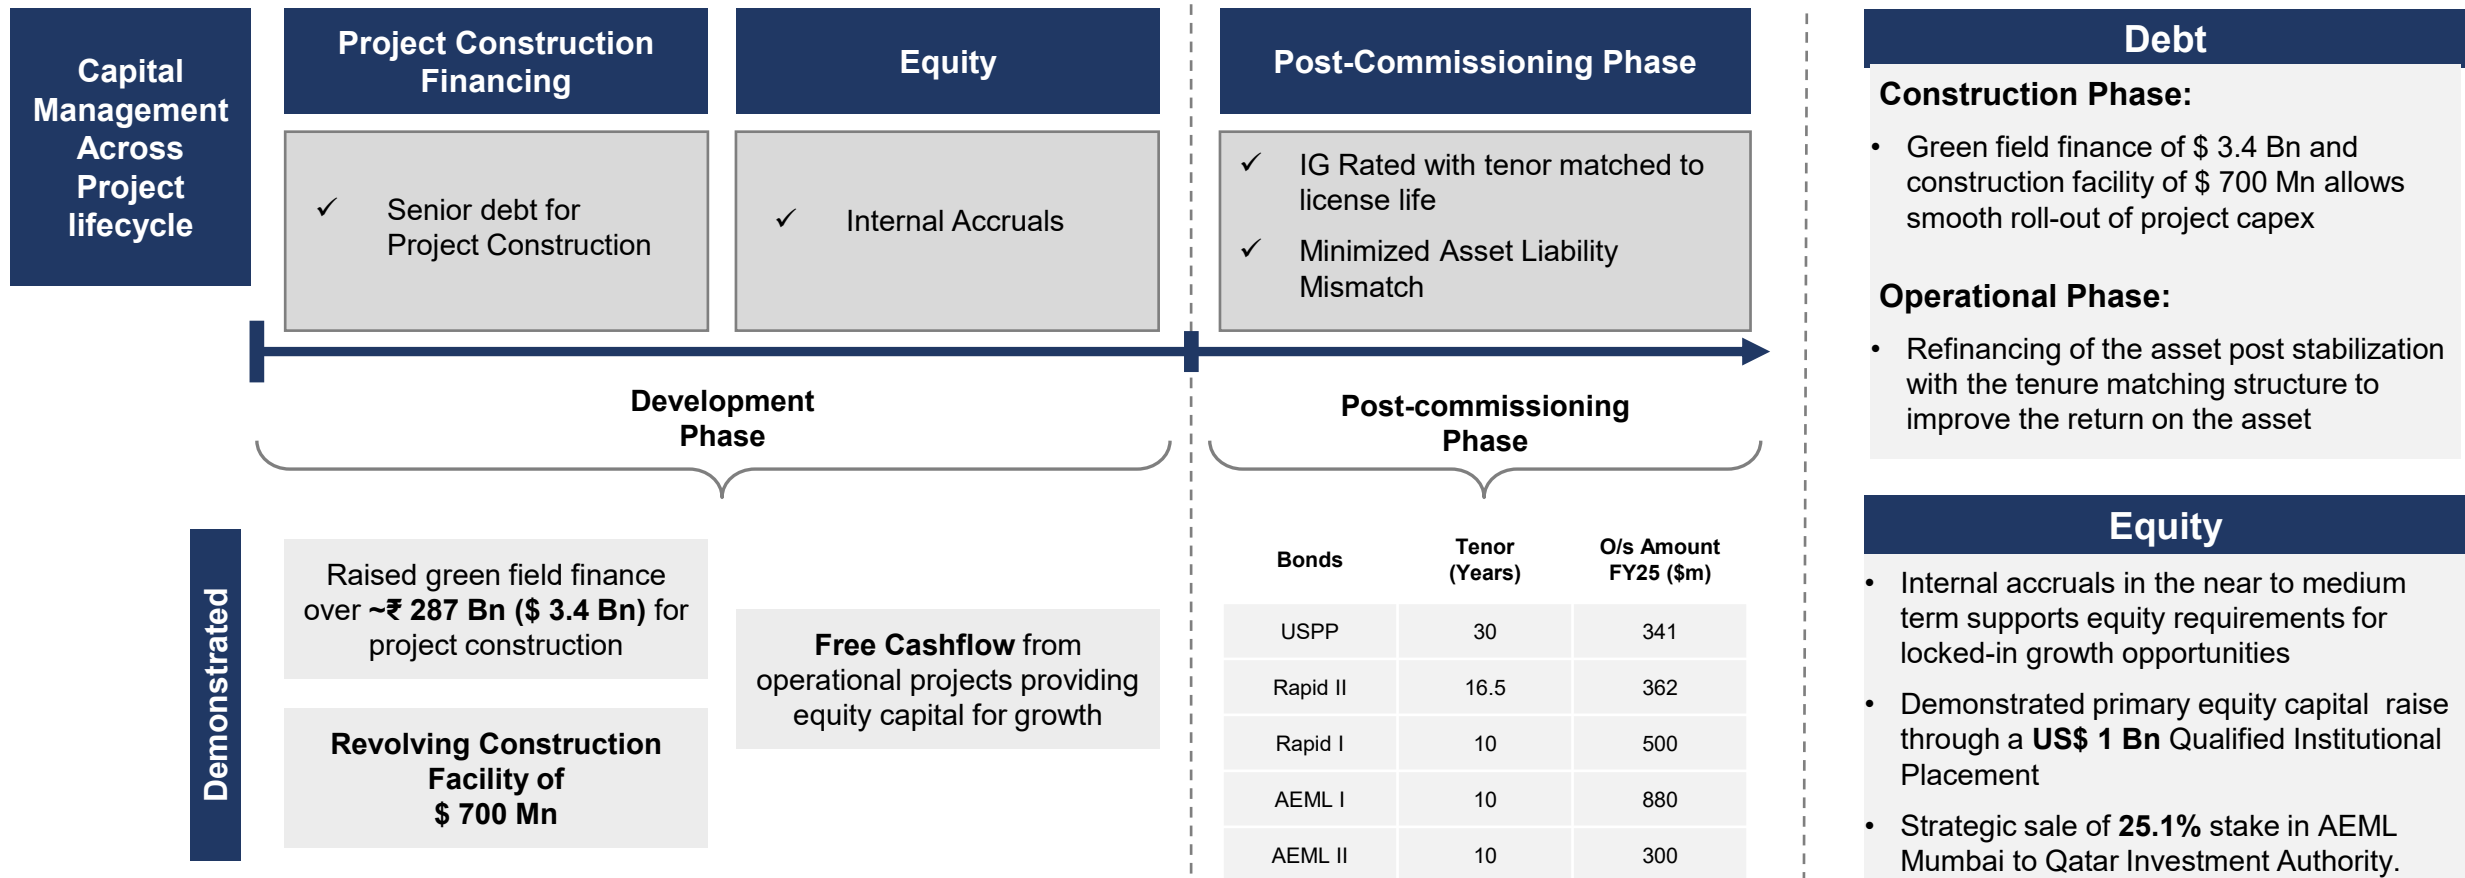 Capital
Management
Across
Project
lifecycle
Project Construction
Financing
✓ Senior debt for
Project Construction
Equity
✓ Internal Accruals
Post-Commissioning Phase
✓ IG Rated with tenor matched to
license life
✓ Minimized Asset Liability
Mismatch
Development
Phase
Post-commissioning
Phase
Demonstrated
Raised green field finance
over ~₹ 287 Bn ($ 3.4 Bn) for
project construction
Revolving Construction
Facility of
$ 700 Mn
Free Cashflow from
operational projects providing
equity capital for growth
Bonds Tenor (Years) O/s Amount FY25 ($m)
USPP 30 341
Rapid II 16.5 362
Rapid I 10 500
AEML I 10 880
AEML II 10 300
Debt
Construction Phase:
• Green field finance of $ 3.4 Bn and
construction facility of $ 700 Mn allows
smooth roll-out of project capex
Operational Phase:
• Refinancing of the asset post stabilization
with the tenure matching structure to
improve the return on the asset
Equity
• Internal accruals in the near to medium
term supports equity requirements for
locked-in growth opportunities
• Demonstrated primary equity capital raise
through a US$ 1 Bn Qualified Institutional
Placement
• Strategic sale of 25.1% stake in AEML
Mumbai to Qatar Investment Authority.